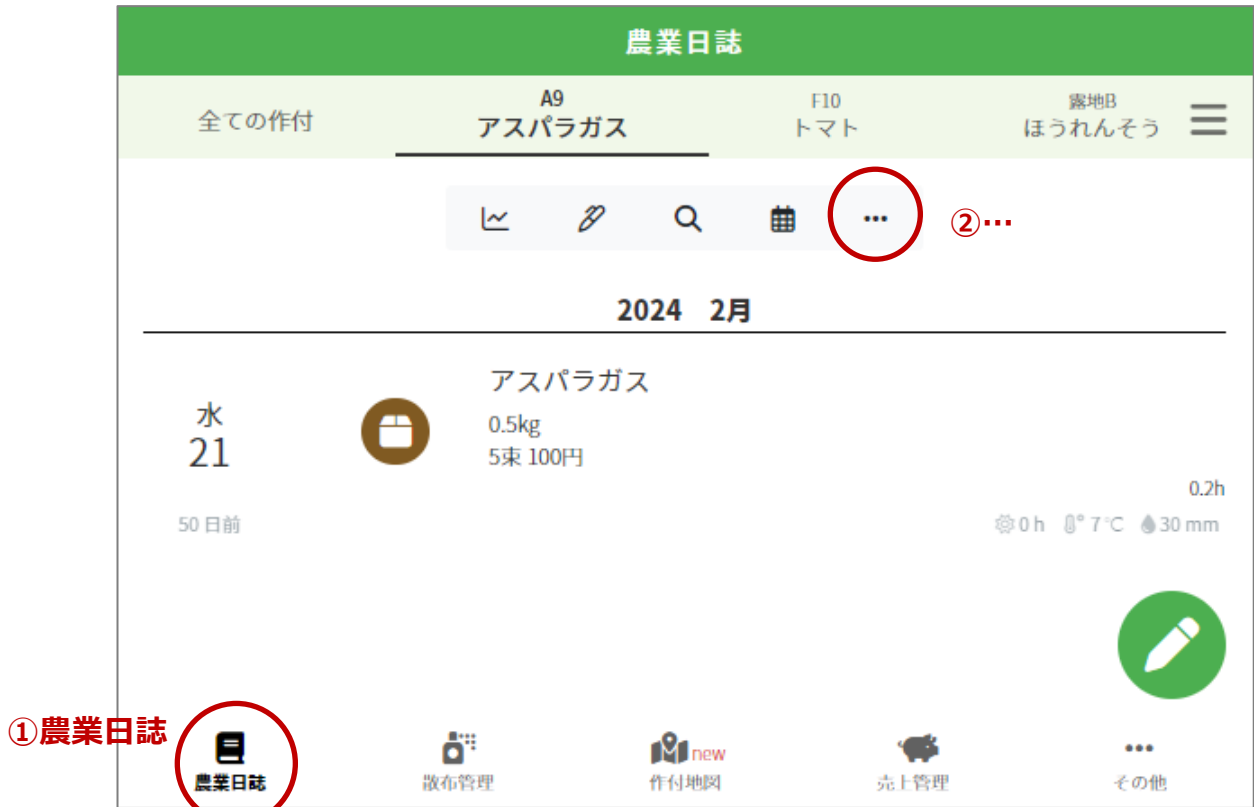 農業日誌
全ての作付
A9
アスパラガス
F10
トマト
露地B
ほうれんそう
②…
2024 2月
水
21
アスパラガス
0.5kg
5束 100円
0.2h
50 日前
0 h 7℃ 30 mm
①農業日誌
農業日誌
散布管理
new
作付地図
売上管理
その他